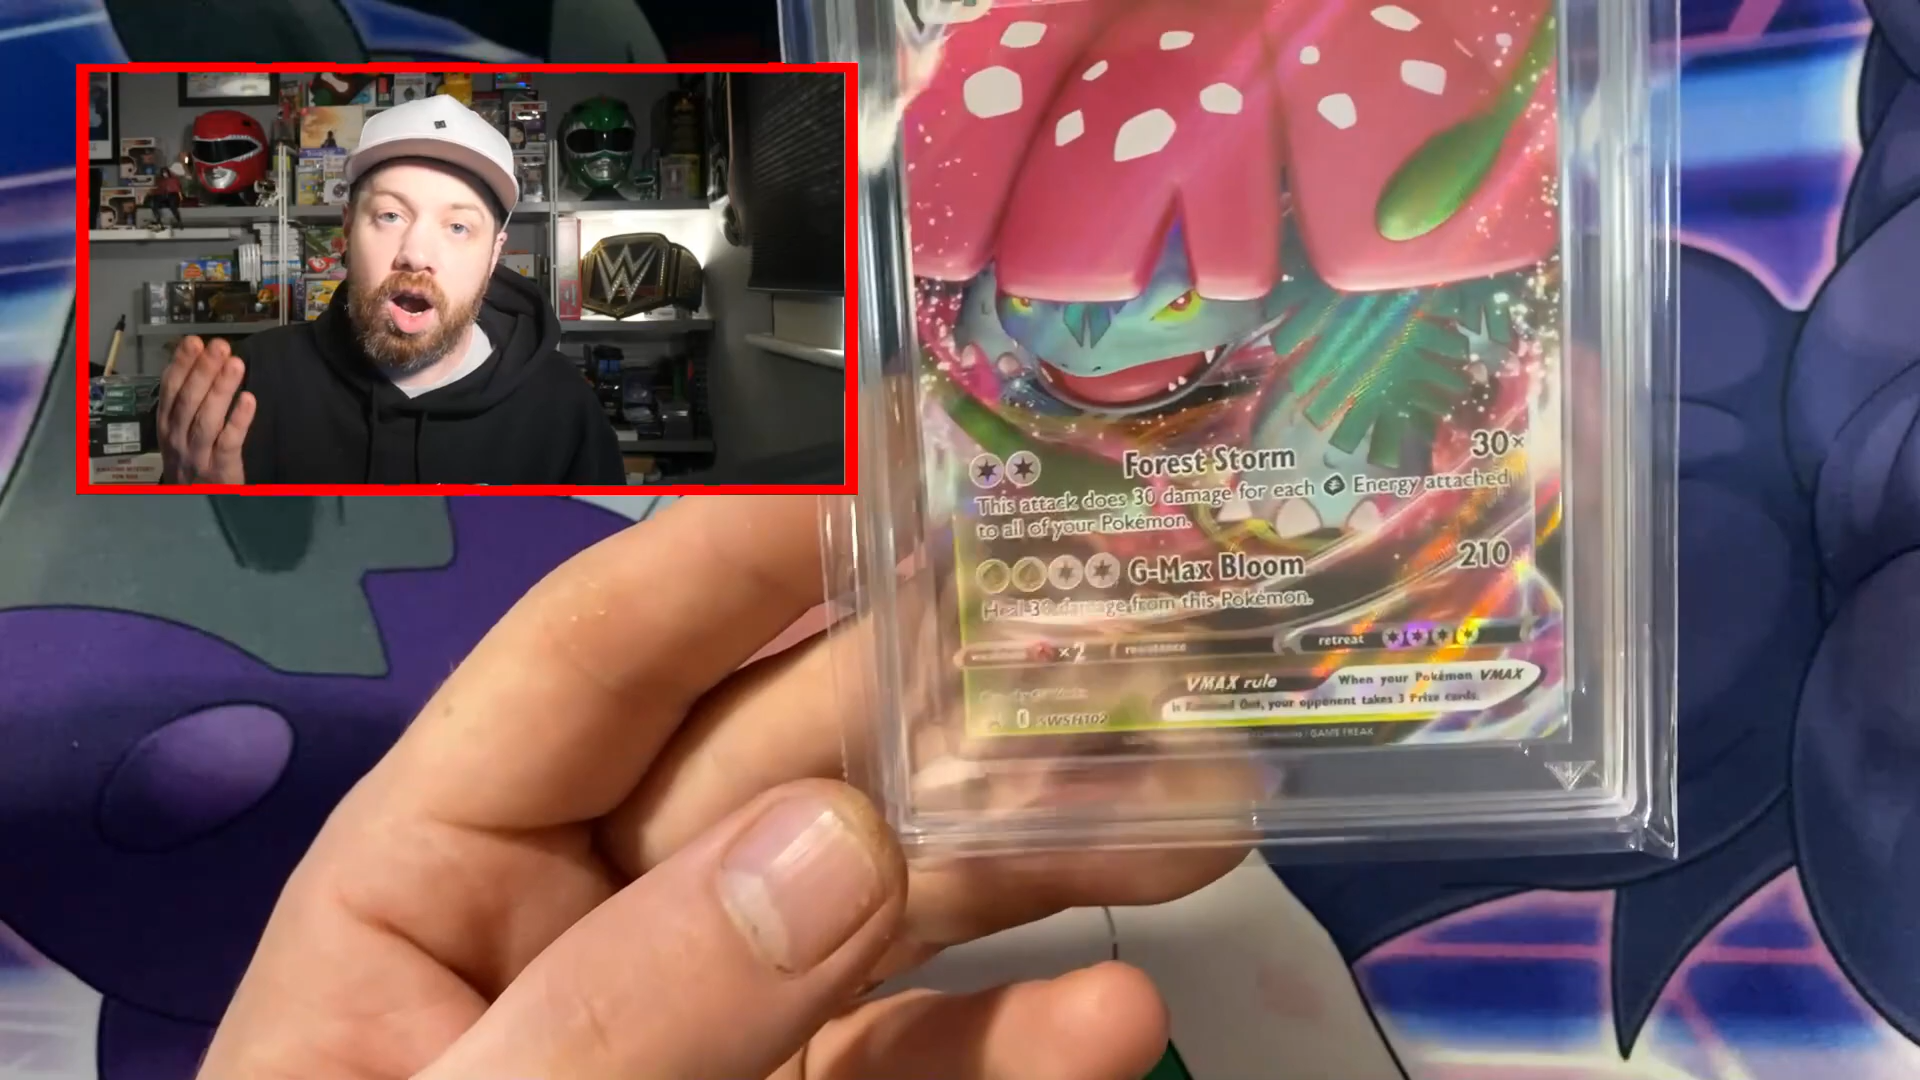 Forest Storm 30×
This attack does 30 damage for each Energy attached
to all of your Pokémon.
G-Max Bloom 210
Heal 30 damage from this Pokémon.
×2 resistance retreat
VMAX rule When your Pokémon VMAX
is Knocked Out, your opponent takes 3 Prize cards.
SWSH102
/ GAME FREAK
W